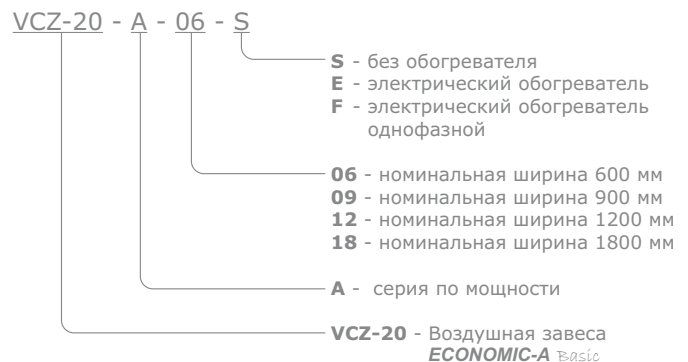 VCZ-20 - A - 06 - S
S - без обогревателя
E - электрический обогреватель
F - электрический обогреватель
однофазной
06 - номинальная ширина 600 мм
09 - номинальная ширина 900 мм
12 - номинальная ширина 1200 мм
18 - номинальная ширина 1800 мм
A - серия по мощности
VCZ-20 - Воздушная завеса
ECONOMIC-A Basic